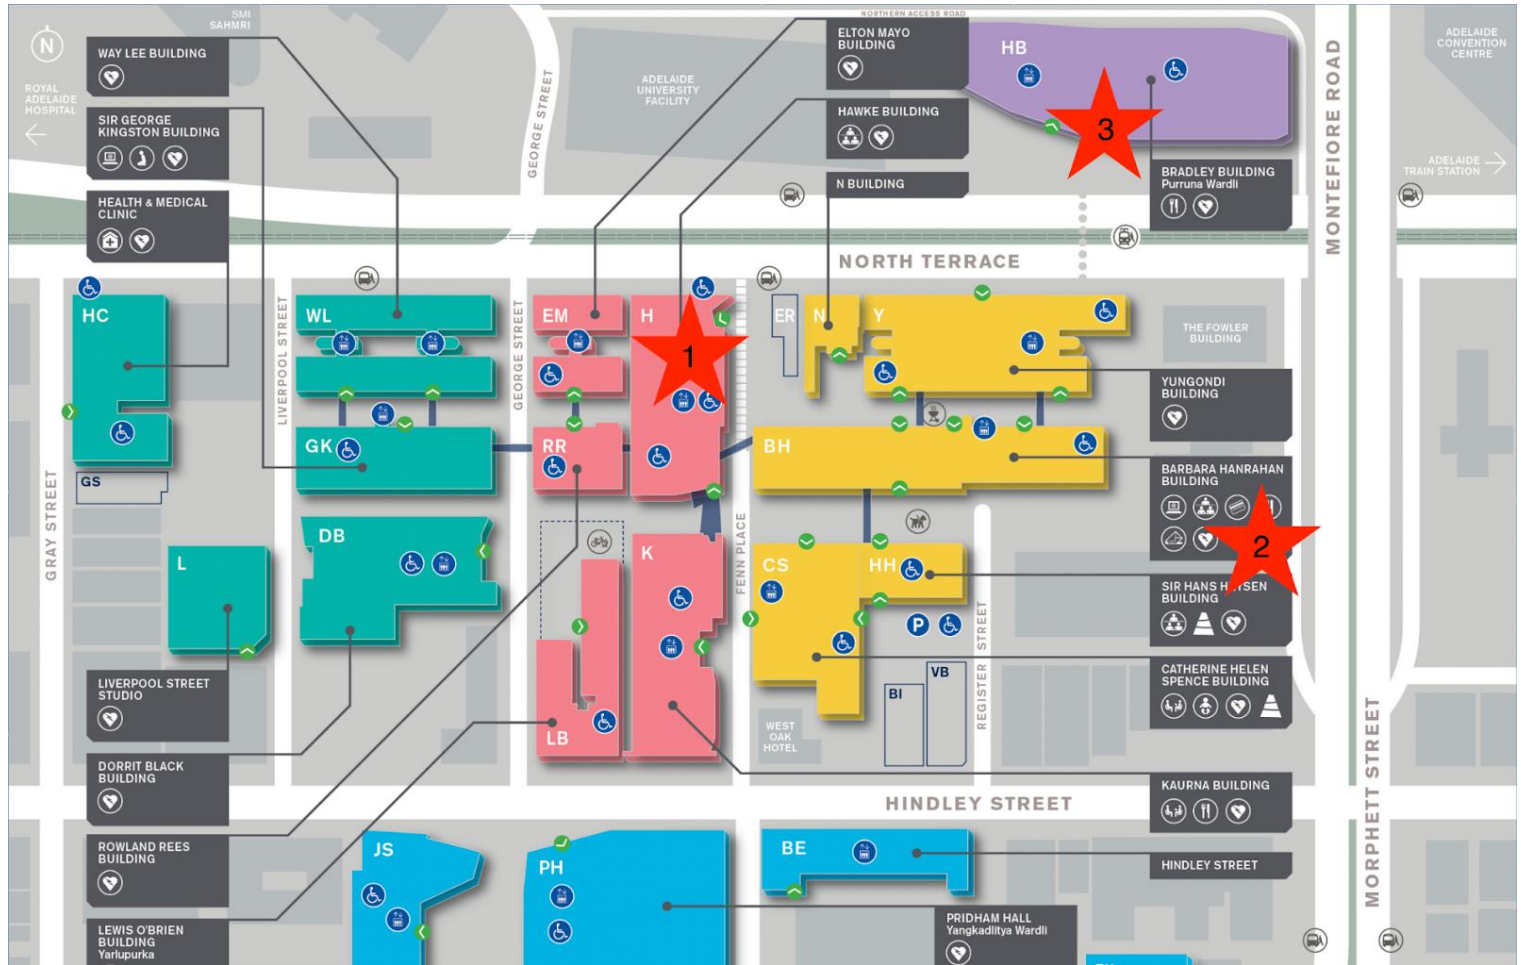 SMI
SAHMRI
NORTHERN ACCESS ROAD
N
WAY LEE BUILDING
ELTON MAYO
BUILDING
HB
ADELAIDE
CONVENTION
CENTRE
ROYAL
ADELAIDE
HOSPITAL
SIR GEORGE
KINGSTON BUILDING
GEORGE STREET
ADELAIDE
UNIVERSITY
FACILITY
HAWKE BUILDING
3
MONTEFIORE ROAD
ADELAIDE
TRAIN STATION
HEALTH & MEDICAL
CLINIC
N BUILDING
BRADLEY BUILDING
Purruna Wardli
NORTH TERRACE
HC
LIVERPOOL STREET
WL
GEORGE STREET
EM
H
1
ER
N
Y
THE FOWLER
BUILDING
YUNGONDI
BUILDING
GK
RR
BH
BARBARA HANRAHAN
BUILDING
GS
GRAY STREET
DB
L
K
FENN PLACE
CS
HH
2
SIR HANS H
YSEN
BUILDING
P
REGISTER STREET
LIVERPOOL STREET
STUDIO
LB
WEST
OAK
HOTEL
BI
VB
CATHERINE HELEN
SPENCE BUILDING
DORRIT BLACK
BUILDING
KAURNA BUILDING
HINDLEY STREET
MORPHETT STREET
ROWLAND REES
BUILDING
JS
PH
BE
HINDLEY STREET
LEWIS O'BRIEN
BUILDING
Yarlupurka
PRIDHAM HALL
Yangkadlitya Wardli